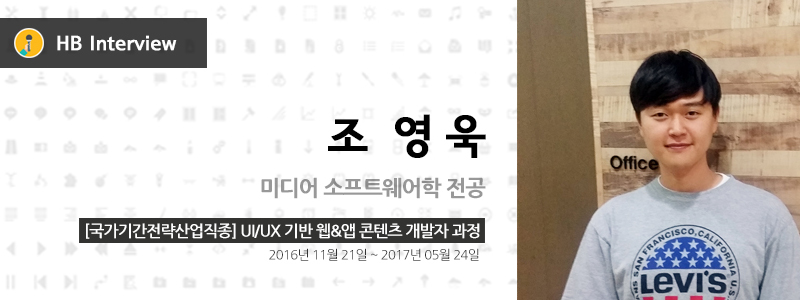 HB Interview
조 영 욱
미디어 소프트웨어학 전공
[국가기간전략산업직종] UI/UX 기반 웹&앱 콘텐츠 개발자 과정
2016년 11월 21일 ~ 2017년 05월 24일
Office
SAN FRANCISCO, CALIFORNIA U.S.
LEVI'S